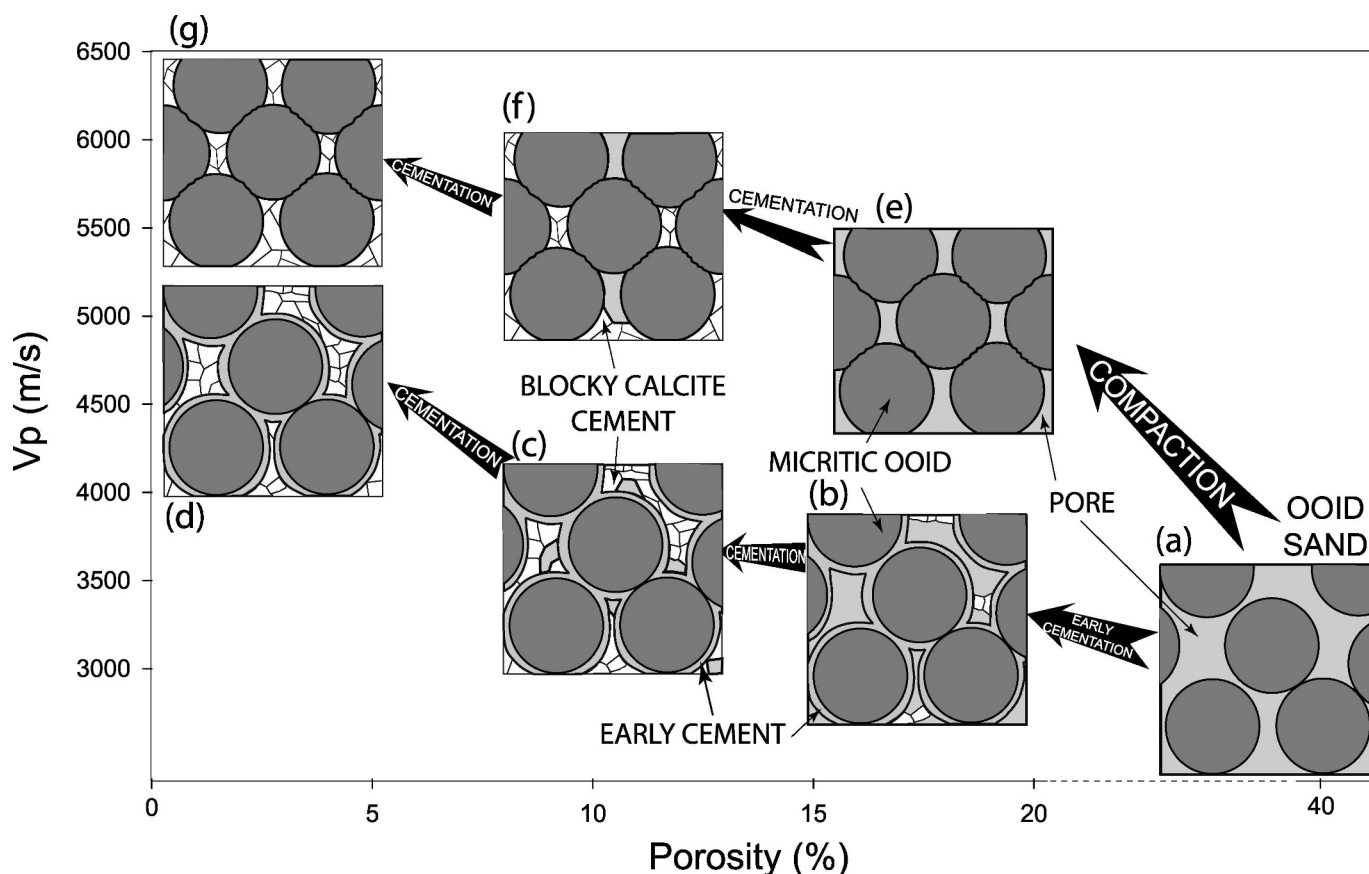 (g)
6500
6000
5500
5000
4500
4000
3500
3000
Vp (m/s)
(f)
CEMENTATION
CEMENTATION
(e)
COMPACTION
BLOCKY CALCITE
CEMENT
CEMENTATION
(d)
(c)
MICRITIC OOID
(b)
PORE
OOID
SAND
(a)
CEMENTATION
EARLY
CEMENTATION
EARLY CEMENT
0
5
10
15
20
40
Porosity (%)